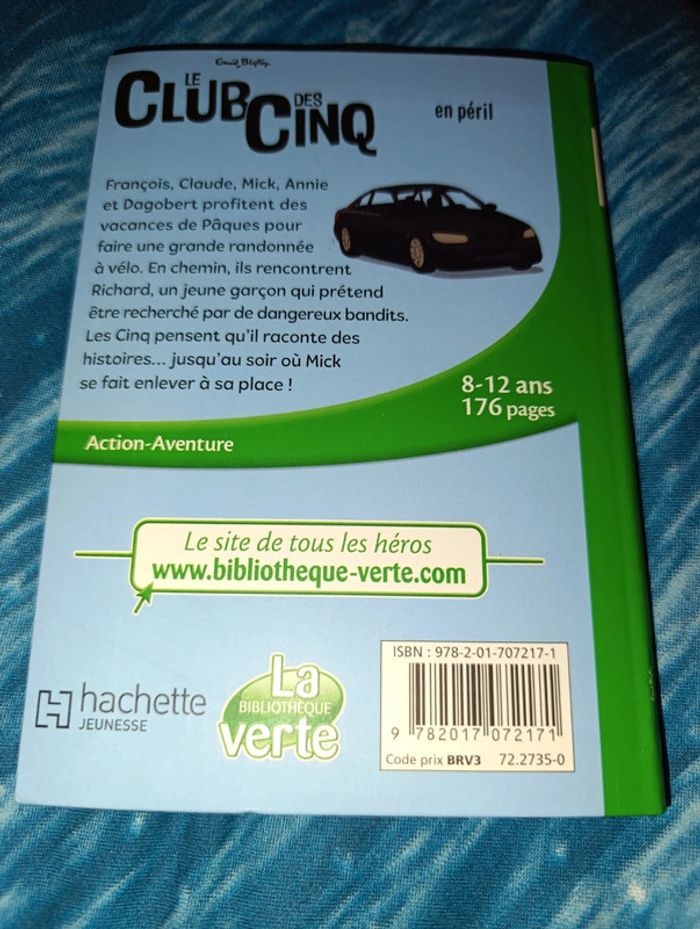 Enid Blyton
LE
CLUB DES
CINQ
en péril
François, Claude, Mick, Annie
et Dagobert profitent des
vacances de Pâques pour
faire une grande randonnée
à vélo. En chemin, ils rencontrent
Richard, un jeune garçon qui prétend
être recherché par de dangereux bandits.
Les Cinq pensent qu'il raconte des
histoires... jusqu'au soir où Mick
se fait enlever à sa place !
8-12 ans
176 pages
Action-Aventure
Le site de tous les héros
www.bibliotheque-verte.com
hachette
JEUNESSE
La
BIBLIOTHÈQUE
verte
ISBN : 978-2-01-707217-1
9 782017 072171
Code prix BRV3 72.2735-0